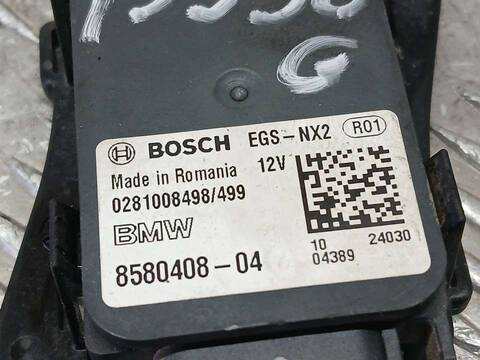 G
BOSCH EGS-NX2 R01
Made in Romania 12V
0281008498/499
BMW
8580408-04
10 24030
04389